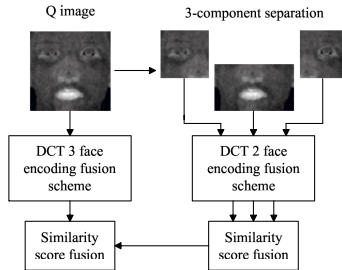 Q image
3-component separation
DCT 3 face
encoding fusion
scheme
DCT 2 face
encoding fusion
scheme
Similarity
score fusion
Similarity
score fusion